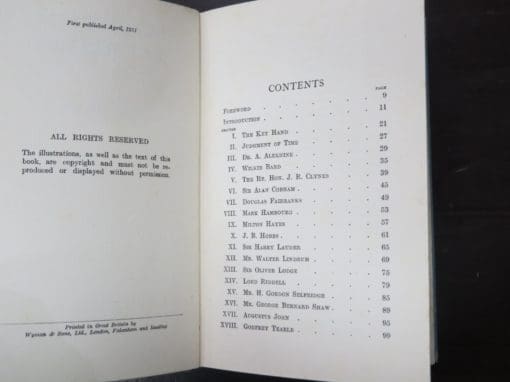 First published April, 1931
ALL RIGHTS RESERVED
The illustrations, as well as the text of this
book, are copyright and must not be re-
produced or displayed without permission.
Printed in Great Britain by
Wyman & Sons, Ltd., London, Fakenham and Reading
CONTENTS
PAGE
FOREWORD 9
INTRODUCTION 11
CHAPTER
I. THE KEY HAND 21
II. JUDGMENT OF TIME 27
III. DR. A. ALEKHINE 29
IV. WILKIE BARD 35
V. THE RT. HON. J. R. CLYNES 39
VI. SIR ALAN COBHAM 45
VII. DOUGLAS FAIRBANKS 49
VIII. MARK HAMBOURG 53
IX. MILTON HAYES 57
X. J. B. HOBBS 61
XI. SIR HARRY LAUDER 65
XII. MR. WALTER LINDRUM 69
XIII. SIR OLIVER LODGE 75
XIV. LORD RIDDELL 79
XV. MR. H. GORDON SELFRIDGE 85
XVI. MR. GEORGE BERNARD SHAW 89
XVII. AUGUSTUS JOHN 95
XVIII. GODFREY TEARLE 99